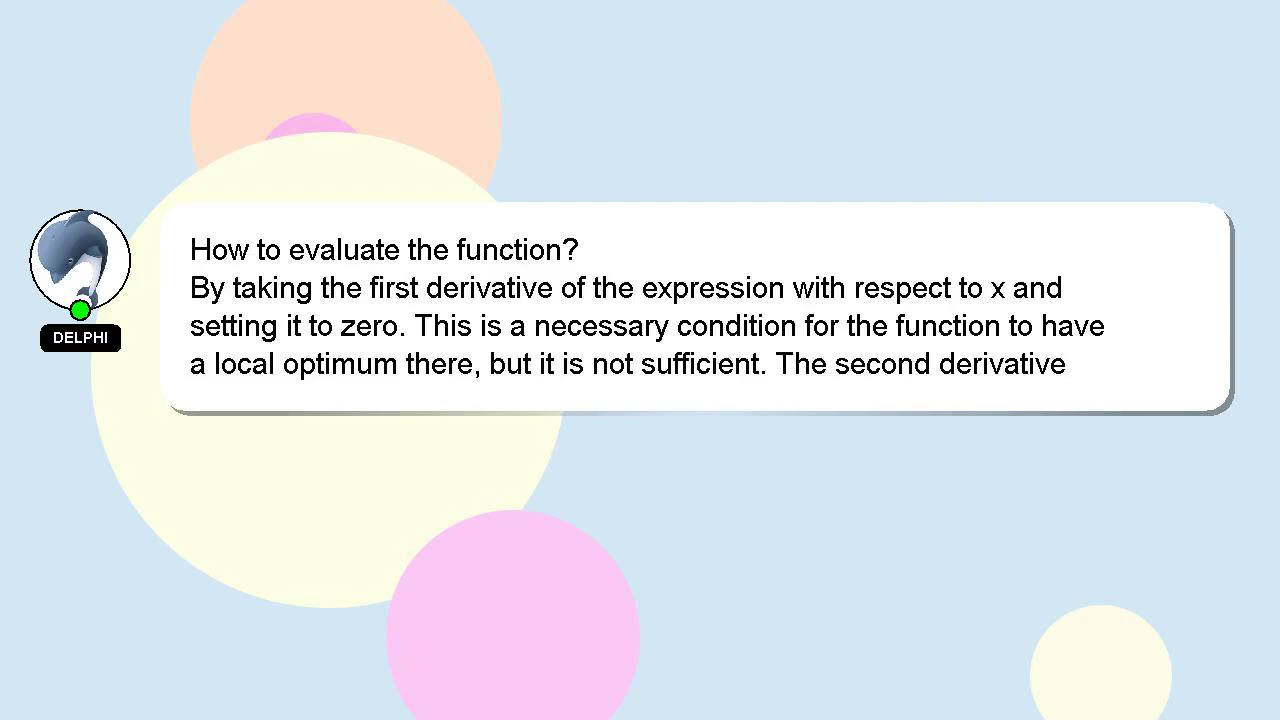 How to evaluate the function?
By taking the first derivative of the expression with respect to x and
setting it to zero. This is a necessary condition for the function to have
a local optimum there, but it is not sufficient. The second derivative
DELPHI